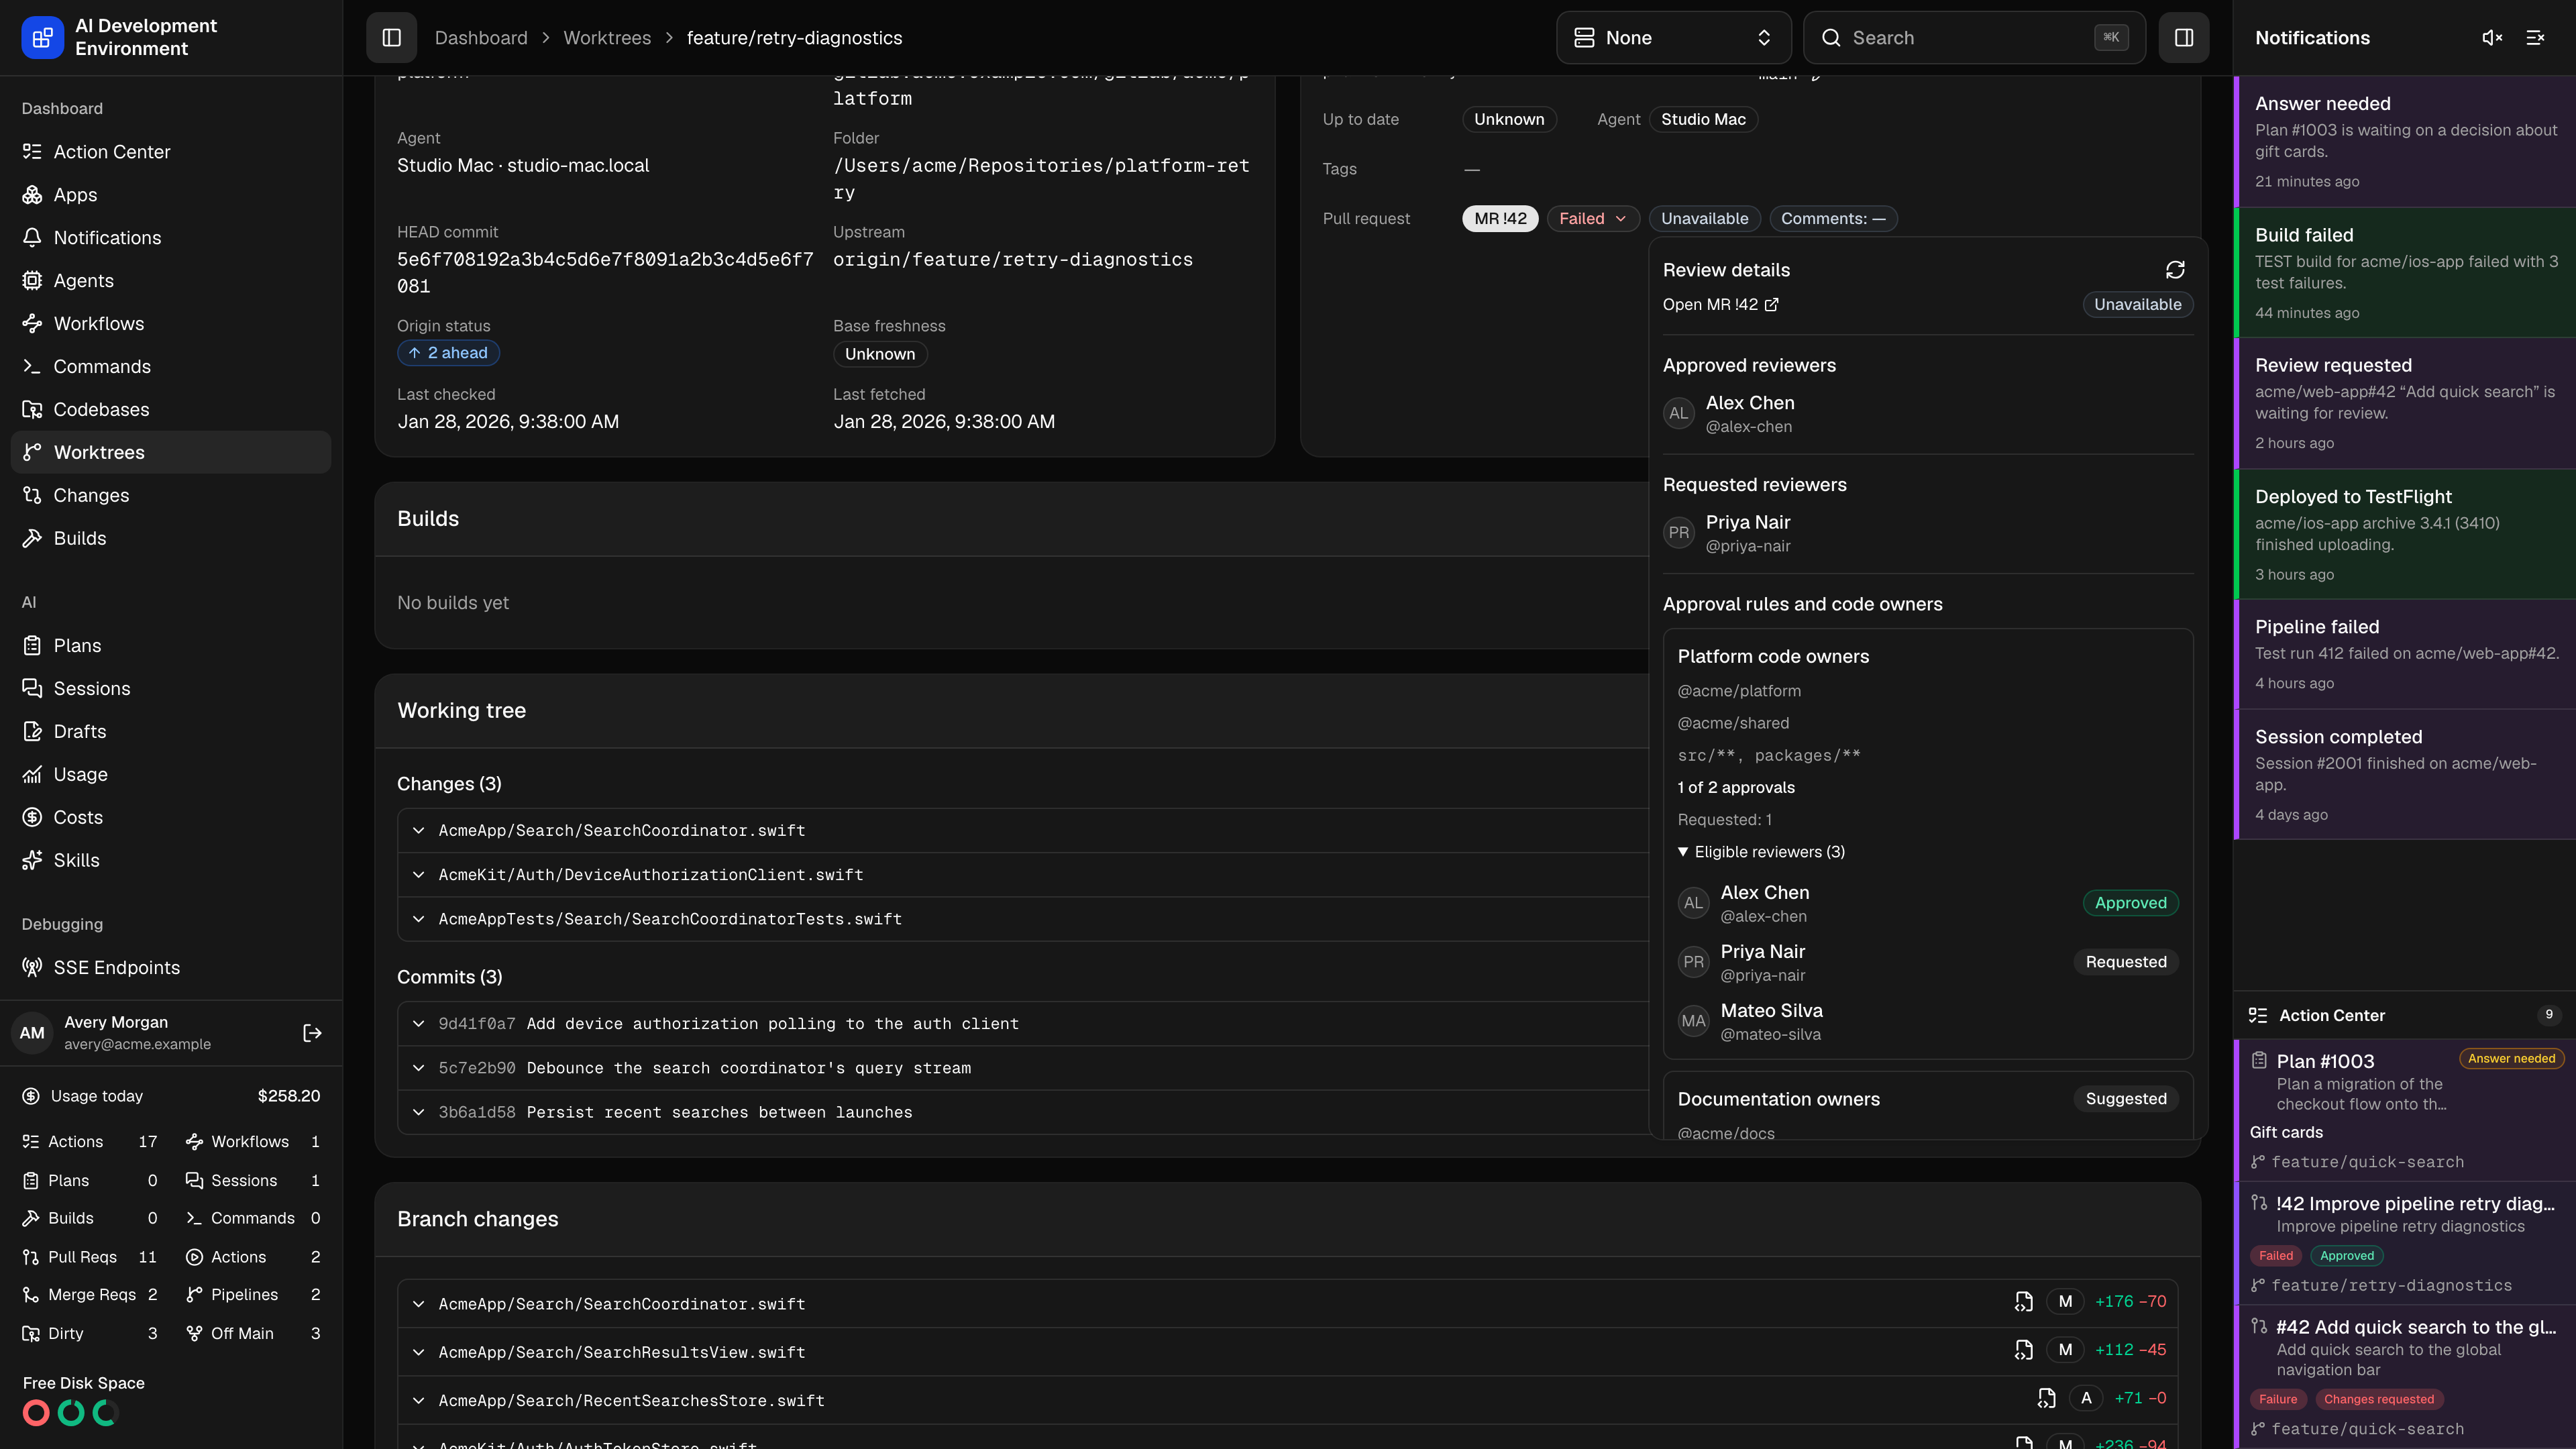 AI Development
Environment
Dashboard
Action Center
Apps
Notifications
Agents
Workflows
Commands
Codebases
Worktrees
Changes
Builds
AI
Plans
Sessions
Drafts
Usage
Costs
Skills
Debugging
SSE Endpoints
AM
Avery Morgan
avery@acme.example
Usage today $258.20
Actions 17 Workflows 1
Plans 0 Sessions 1
Builds 0 Commands 0
Pull Reqs 11 Actions 2
Merge Reqs 2 Pipelines 2
Dirty 3 Off Main 3
Free Disk Space
Dashboard > Worktrees > feature/retry-diagnostics
None
Search ⌘K
latform
Agent
Studio Mac · studio-mac.local
Folder
/Users/acme/Repositories/platform-ret
ry
HEAD commit
5e6f708192a3b4c5d6e7f8091a2b3c4d5e6f7
081
Upstream
origin/feature/retry-diagnostics
Origin status
2 ahead
Base freshness
Unknown
Last checked
Jan 28, 2026, 9:38:00 AM
Last fetched
Jan 28, 2026, 9:38:00 AM
Up to date Unknown Agent Studio Mac
Tags —
Pull request MR !42 Failed Unavailable Comments: —
Builds
No builds yet
Working tree
Changes (3)
AcmeApp/Search/SearchCoordinator.swift
AcmeKit/Auth/DeviceAuthorizationClient.swift
AcmeAppTests/Search/SearchCoordinatorTests.swift
Commits (3)
9d41f0a7 Add device authorization polling to the auth client
5c7e2b90 Debounce the search coordinator's query stream
3b6a1d58 Persist recent searches between launches
Review details
Open MR !42 Unavailable
Approved reviewers
AL
Alex Chen
@alex-chen
Requested reviewers
PR
Priya Nair
@priya-nair
Approval rules and code owners
Platform code owners
@acme/platform
@acme/shared
src/**, packages/**
1 of 2 approvals
Requested: 1
▼ Eligible reviewers (3)
AL
Alex Chen
@alex-chen
Approved
PR
Priya Nair
@priya-nair
Requested
MA
Mateo Silva
@mateo-silva
Documentation owners Suggested
@acme/docs
Branch changes
AcmeApp/Search/SearchCoordinator.swift M +176 −70
AcmeApp/Search/SearchResultsView.swift M +112 −45
AcmeApp/Search/RecentSearchesStore.swift A +71 −0
AcmeKit/Auth/AuthTokenStore.swift M +236 −94
Notifications
Answer needed
Plan #1003 is waiting on a decision about
gift cards.
21 minutes ago
Build failed
TEST build for acme/ios-app failed with 3
test failures.
44 minutes ago
Review requested
acme/web-app#42 “Add quick search” is
waiting for review.
2 hours ago
Deployed to TestFlight
acme/ios-app archive 3.4.1 (3410)
finished uploading.
3 hours ago
Pipeline failed
Test run 412 failed on acme/web-app#42.
4 hours ago
Session completed
Session #2001 finished on acme/web-
app.
4 days ago
Action Center 9
Plan #1003 Answer needed
Plan a migration of the
checkout flow onto th...
Gift cards
feature/quick-search
!42 Improve pipeline retry diag...
Improve pipeline retry diagnostics
Failed Approved
feature/retry-diagnostics
#42 Add quick search to the gl...
Add quick search to the global
navigation bar
Failure Changes requested
feature/quick-search